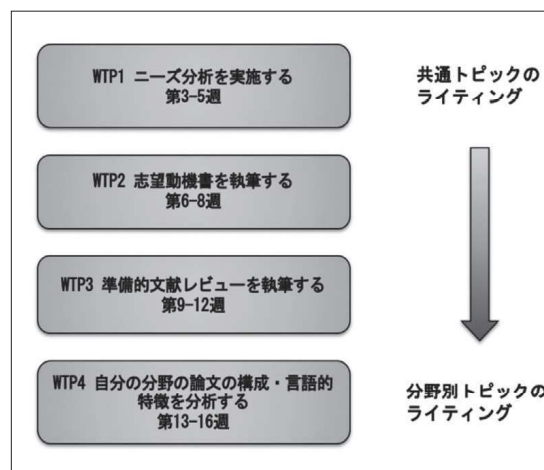 WTP1 ニーズ分析を実施する
第3-5週
共通トピックの
ライティング
WTP2 志望動機書を執筆する
第6-8週
WTP3 準備的文献レビューを執筆する
第9-12週
WTP4 自分の分野の論文の構成・言語的
特徴を分析する
第13-16週
分野別トピックの
ライティング